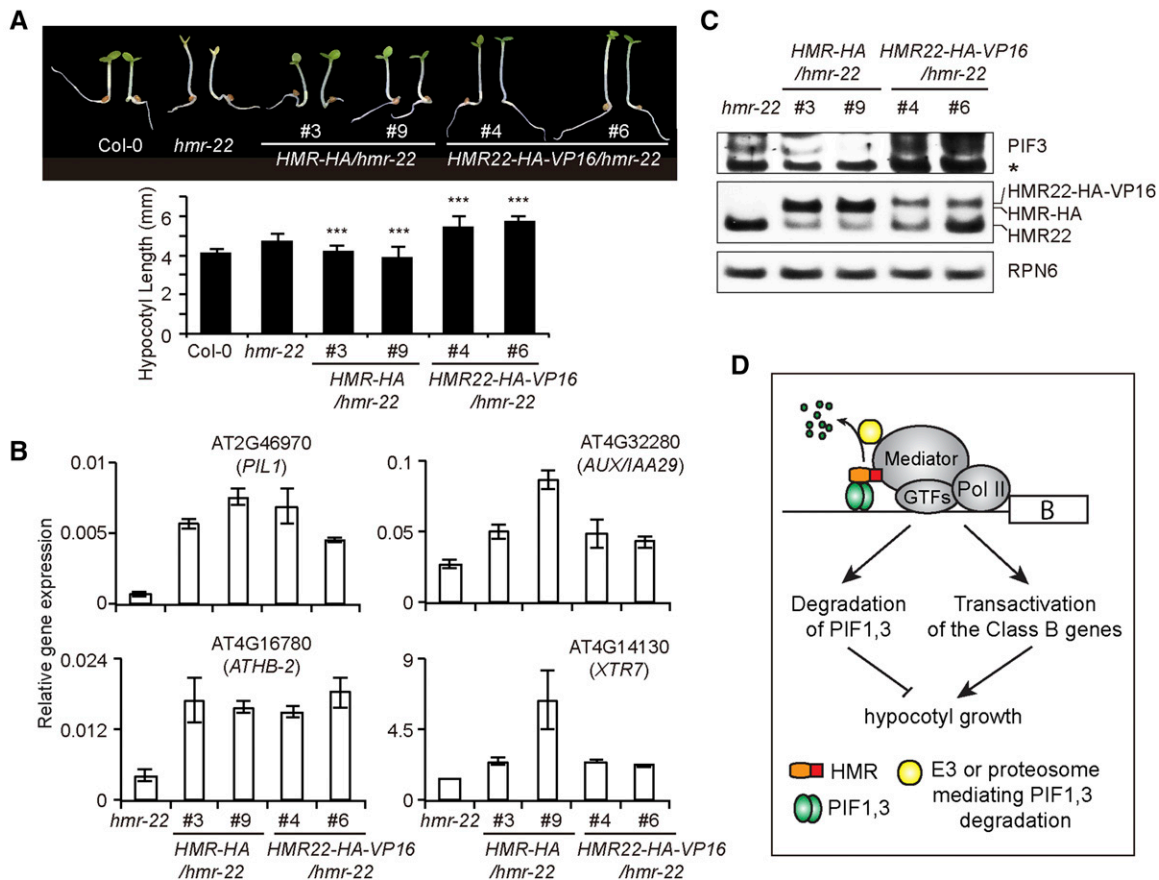 A
Col-0
hmr-22
#3
#9
#4
#6
HMR-HA/hmr-22
HMR22-HA-VP16/hmr-22
Hypocotyl Length (mm)
6
4
2
0
***
***
***
***
Col-0
hmr-22
#3
#9
#4
#6
HMR-HA
/hmr-22
HMR22-HA-VP16
/hmr-22
B
Relative gene expression
AT2G46970
(PIL1)
0.01
0.005
0
AT4G32280
(AUX/IAA29)
0.1
0.05
0
AT4G16780
(ATHB-2)
0.024
0.012
0
AT4G14130
(XTR7)
9
4.5
0
hmr-22
#3
#9
#4
#6
HMR-HA
/hmr-22
HMR22-HA-VP16
/hmr-22
hmr-22
#3
#9
#4
#6
HMR-HA
/hmr-22
HMR22-HA-VP16
/hmr-22
C
HMR-HA
/hmr-22
HMR22-HA-VP16
/hmr-22
hmr-22
#3
#9
#4
#6
PIF3
*
HMR22-HA-VP16
HMR-HA
HMR22
RPN6
D
Mediator
GTFs
Pol II
B
Degradation
of PIF1,3
Transactivation
of the Class B genes
hypocotyl growth
HMR
PIF1,3
E3 or proteosome
mediating PIF1,3
degradation